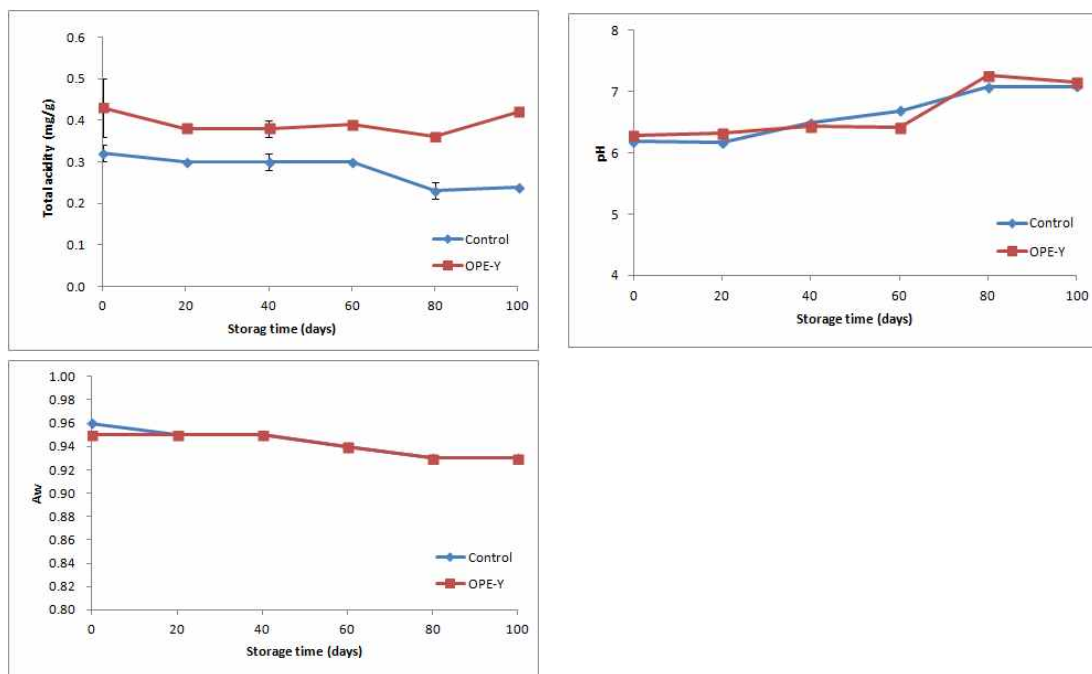 0.6
0.5
0.4
0.3
0.2
0.1
0.0
Total acidity (mg/g)
0 20 40 60 80 100
Storag time (days)
Control
OPE-Y
8
7
6
5
4
pH
0 20 40 60 80 100
Storage time (days)
Control
OPE-Y
1.00
0.98
0.96
0.94
0.92
0.90
0.88
0.86
0.84
0.82
0.80
Aw
0 20 40 60 80 100
Storage time (days)
Control
OPE-Y